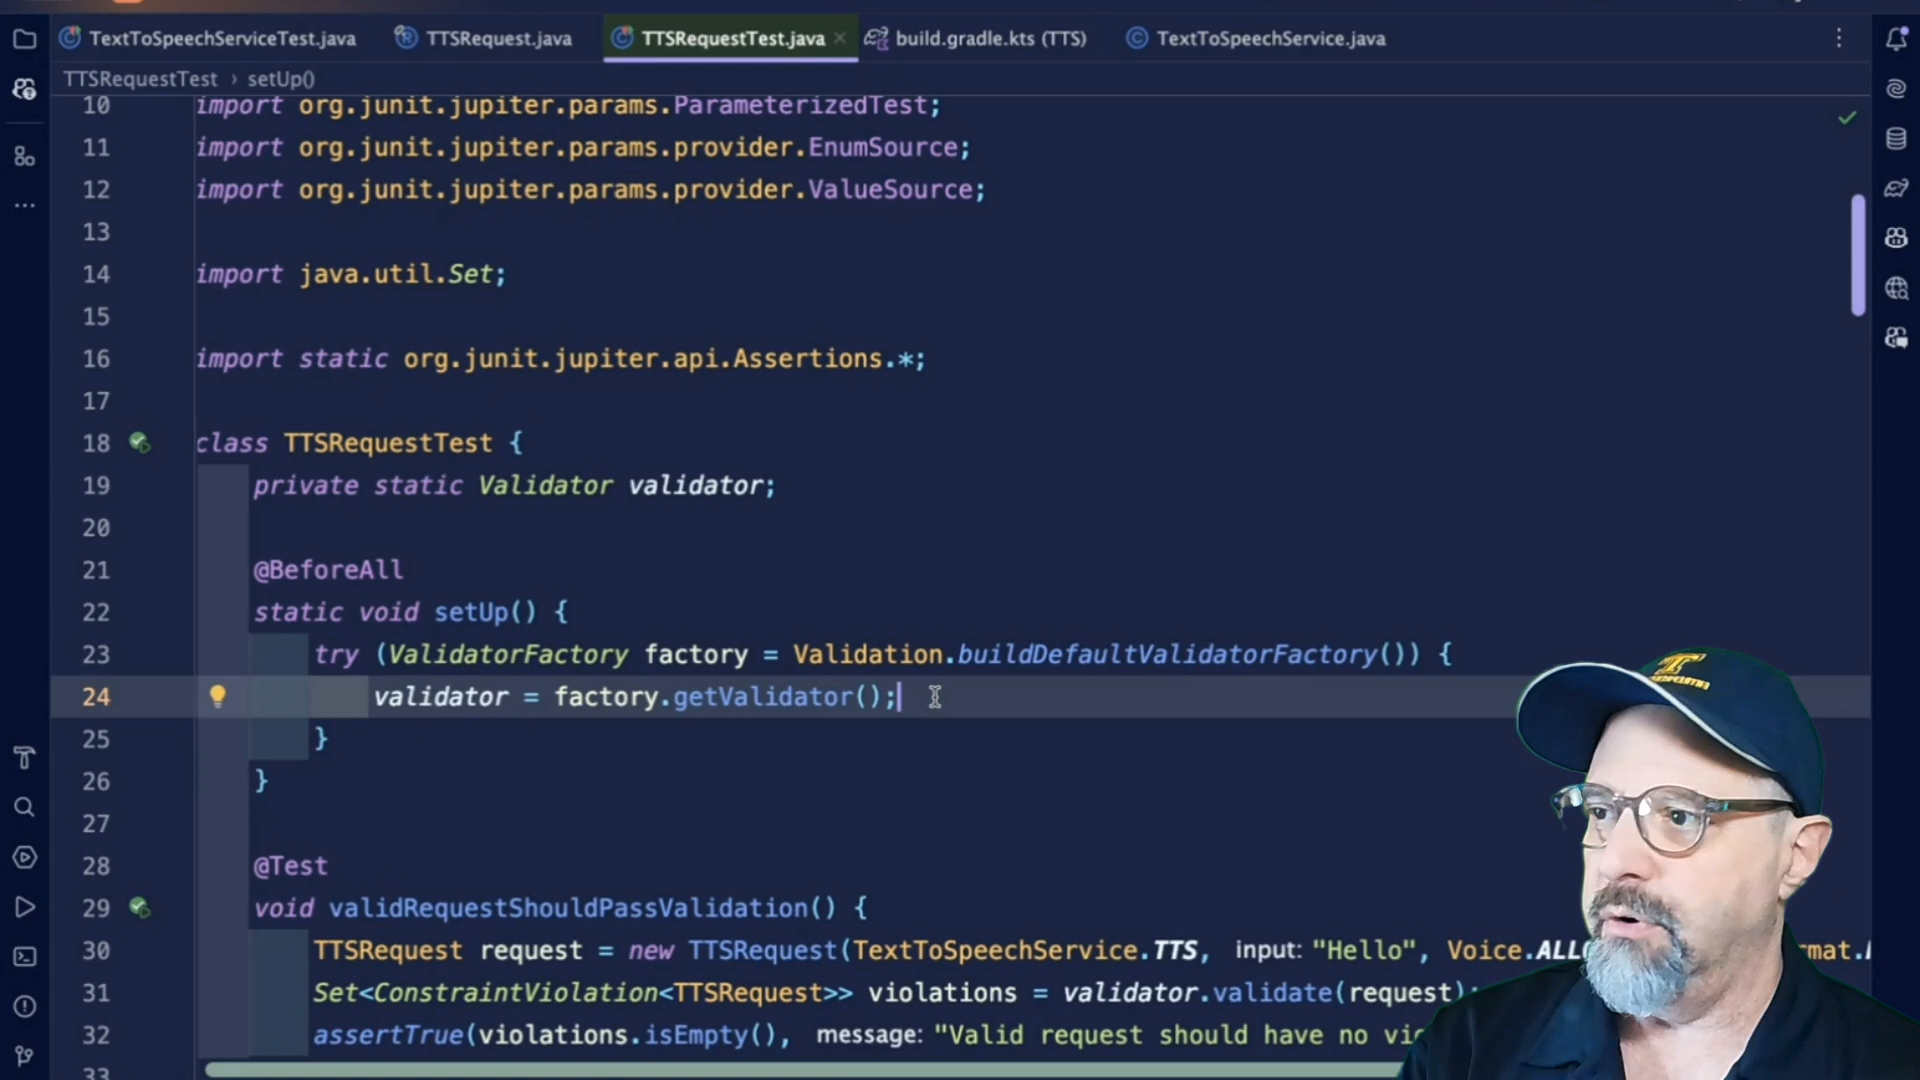 TextToSpeechServiceTest.java TTSRequest.java TTSRequestTest.java build.gradle.kts (TTS) TextToSpeechService.java
TTSRequestTest › setUp()
10 import org.junit.jupiter.params.ParameterizedTest;
11 import org.junit.jupiter.params.provider.EnumSource;
12 import org.junit.jupiter.params.provider.ValueSource;
13
14 import java.util.Set;
15
16 import static org.junit.jupiter.api.Assertions.*;
17
18 class TTSRequestTest {
19 private static Validator validator;
20
21 @BeforeAll
22 static void setUp() {
23 try (ValidatorFactory factory = Validation.buildDefaultValidatorFactory()) {
24 validator = factory.getValidator();
25 }
26 }
27
28 @Test
29 void validRequestShouldPassValidation() {
30 TTSRequest request = new TTSRequest(TextToSpeechService.TTS, input: "Hello", Voice.ALLO
31 Set<ConstraintViolation<TTSRequest>> violations = validator.validate(request);
32 assertTrue(violations.isEmpty(), message: "Valid request should have no vi
33